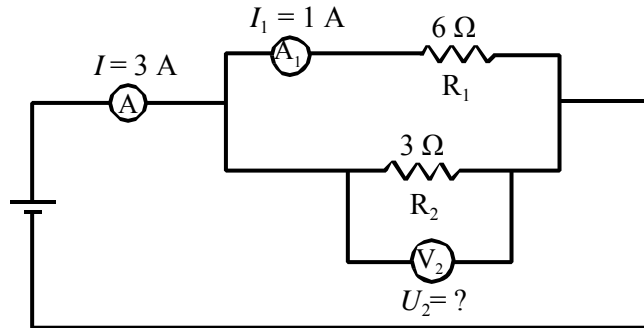 I₁ = 1 A
6 Ω
A₁
R₁
I = 3 A
A
3 Ω
R₂
V₂
U₂= ?